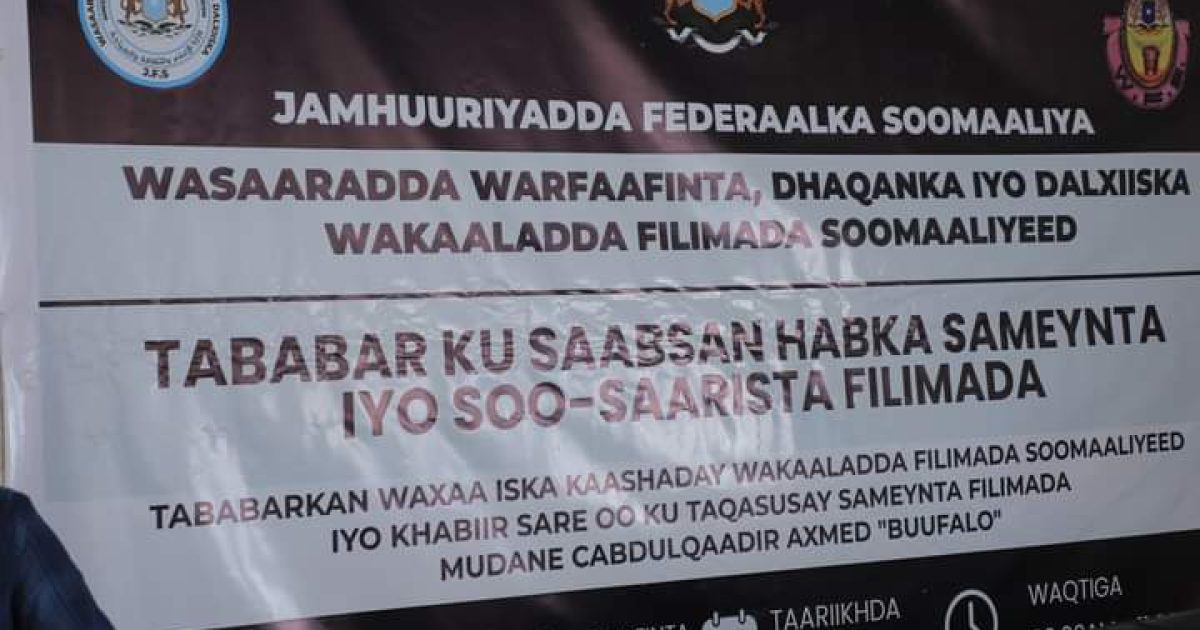 J.F.S
JAMHUURIYADDA FEDERAALKA SOOMAALIYA
WASAARADDA WARFAAFINTA, DHAQANKA IYO DALXIISKA
WAKAALADDA FILIMADA SOOMAALIYEED
TABABAR KU SAABSAN HABKA SAMEYNTA
IYO SOO-SAARISTA FILIMADA
TABABARKAN WAXAA ISKA KAASHADAY WAKAALADDA FILIMADA SOOMAALIYEED
IYO KHABIIR SARE OO KU TAQASUSAY SAMEYNTA FILIMADA
MUDANE CABDULQAADIR AXMED "BUUFALO"
TAARIIKHDA
WAQTIGA